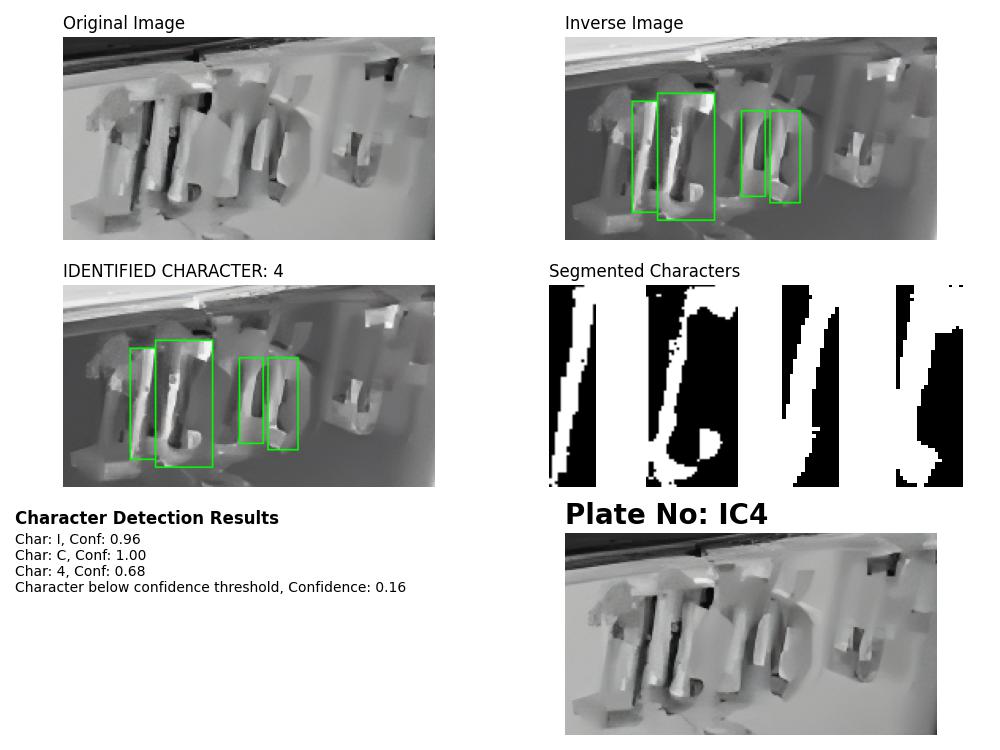 Original Image
Inverse Image
IDENTIFIED CHARACTER: 4
Segmented Characters
Character Detection Results
Char: I, Conf: 0.96
Char: C, Conf: 1.00
Char: 4, Conf: 0.68
Character below confidence threshold, Confidence: 0.16
Plate No: IC4